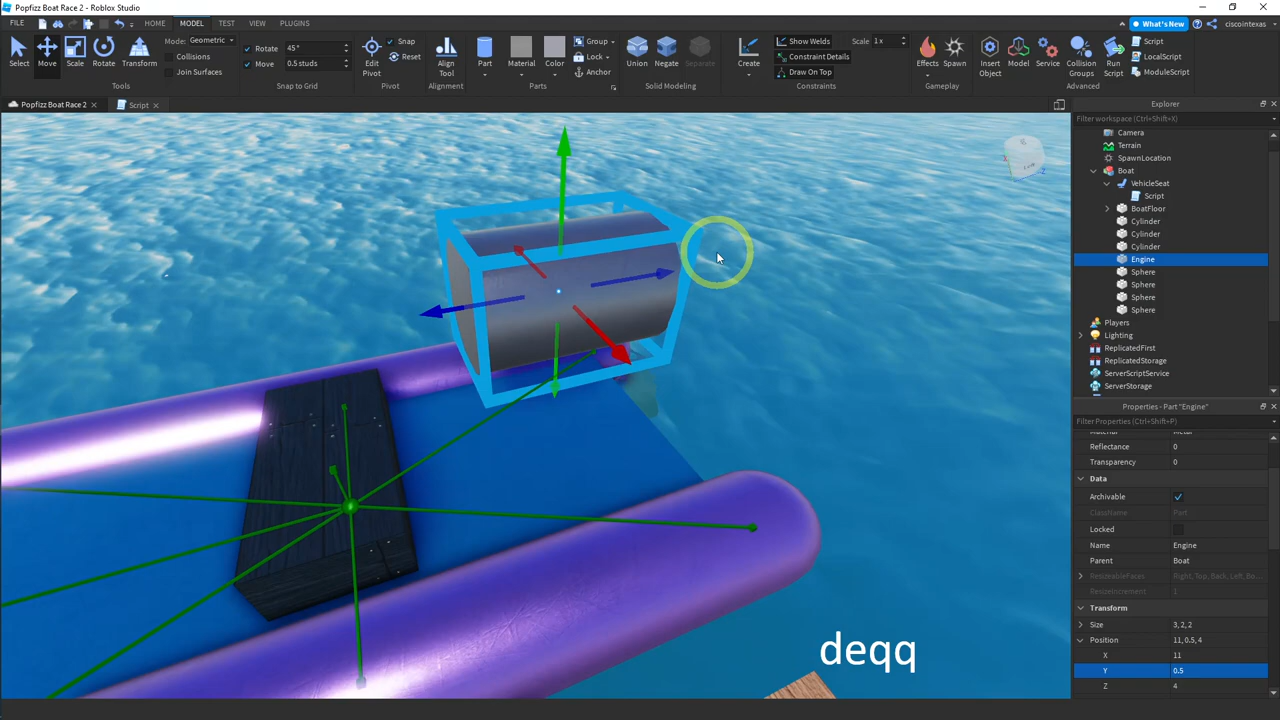 Popfizz Boat Race 2 - Roblox Studio
FILE HOME MODEL TEST VIEW PLUGINS What's New ciscointexas
Select Move Scale Rotate Transform
Mode: Geometric
Collisions
Join Surfaces
Tools
Rotate 45°
Move 0.5 studs
Snap to Grid
Edit Pivot
Snap
Reset
Pivot
Align Tool
Alignment
Part Material Color
Group
Lock
Anchor
Parts
Union Negate Separate
Solid Modeling
Create
Show Welds
Constraint Details
Draw On Top
Scale 1 x
Constraints
Effects Spawn
Gameplay
Insert Object Model Service Collision Groups Run Script
Script
LocalScript
ModuleScript
Advanced
Popfizz Boat Race 2 Script
Explorer
Filter workspace (Ctrl+Shift+X)
Camera
Terrain
SpawnLocation
Boat
VehicleSeat
Script
BoatFloor
Cylinder
Cylinder
Cylinder
Engine
Sphere
Sphere
Sphere
Sphere
Players
Lighting
ReplicatedFirst
ReplicatedStorage
ServerScriptService
ServerStorage
Properties - Part "Engine"
Filter Properties (Ctrl+Shift+P)
Reflectance 0
Transparency 0
Data
Archivable
ClassName Part
Locked
Name Engine
Parent Boat
ResizeableFaces Right, Top, Back, Left, Bo...
ResizeIncrement 1
Transform
Size 3, 2, 2
Position 11, 0.5, 4
X 11
Y 0.5
Z 4
deqq